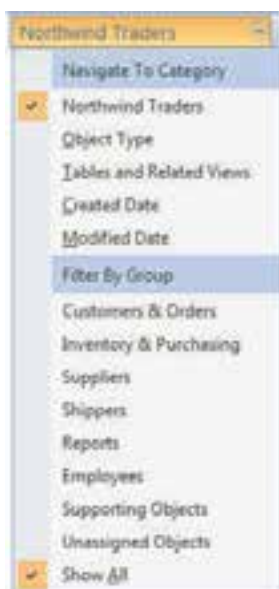 Northwind Traders
Navigate To Category
Northwind Traders
Object Type
Tables and Related Views
Created Date
Modified Date
Filter By Group
Customers & Orders
Inventory & Purchasing
Suppliers
Shippers
Reports
Employees
Supporting Objects
Unassigned Objects
Show All